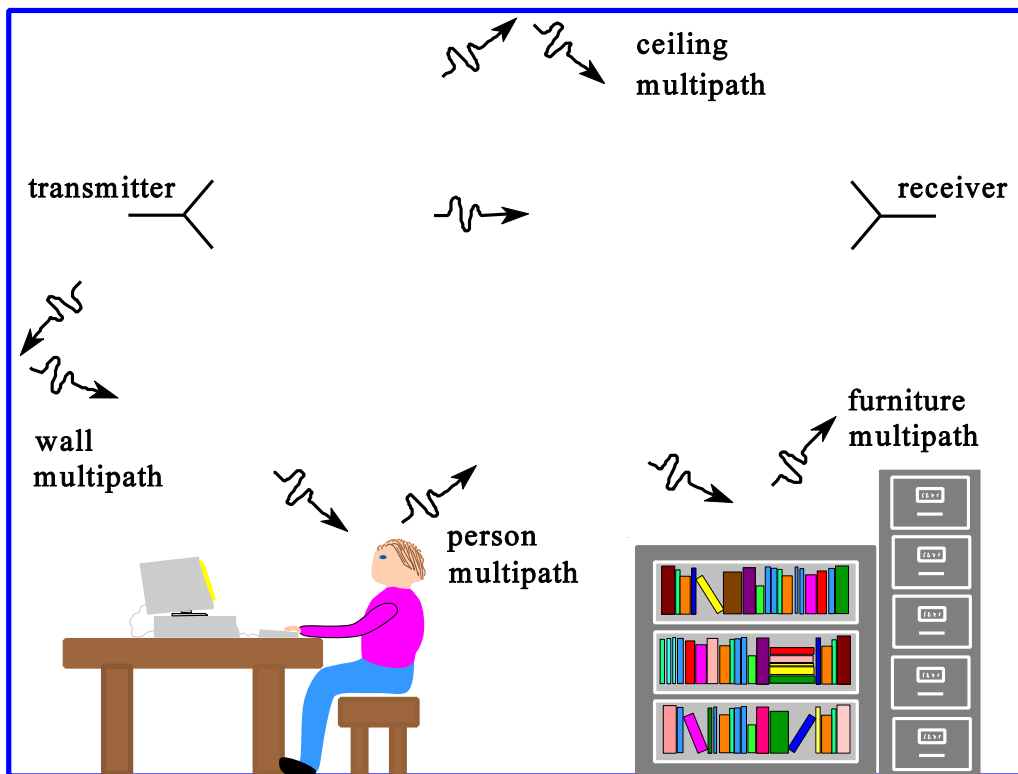 ceiling
multipath
transmitter
receiver
furniture
multipath
wall
multipath
person
multipath